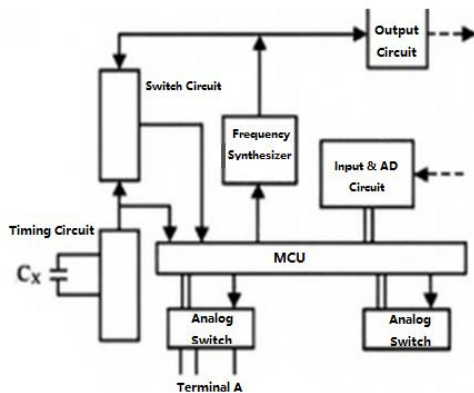 Output
Circuit
Switch Circuit
Frequency
Synthesizer
Input & AD
Circuit
Timing Circuit
MCU
Cx
Analog
Switch
Analog
Switch
Terminal A